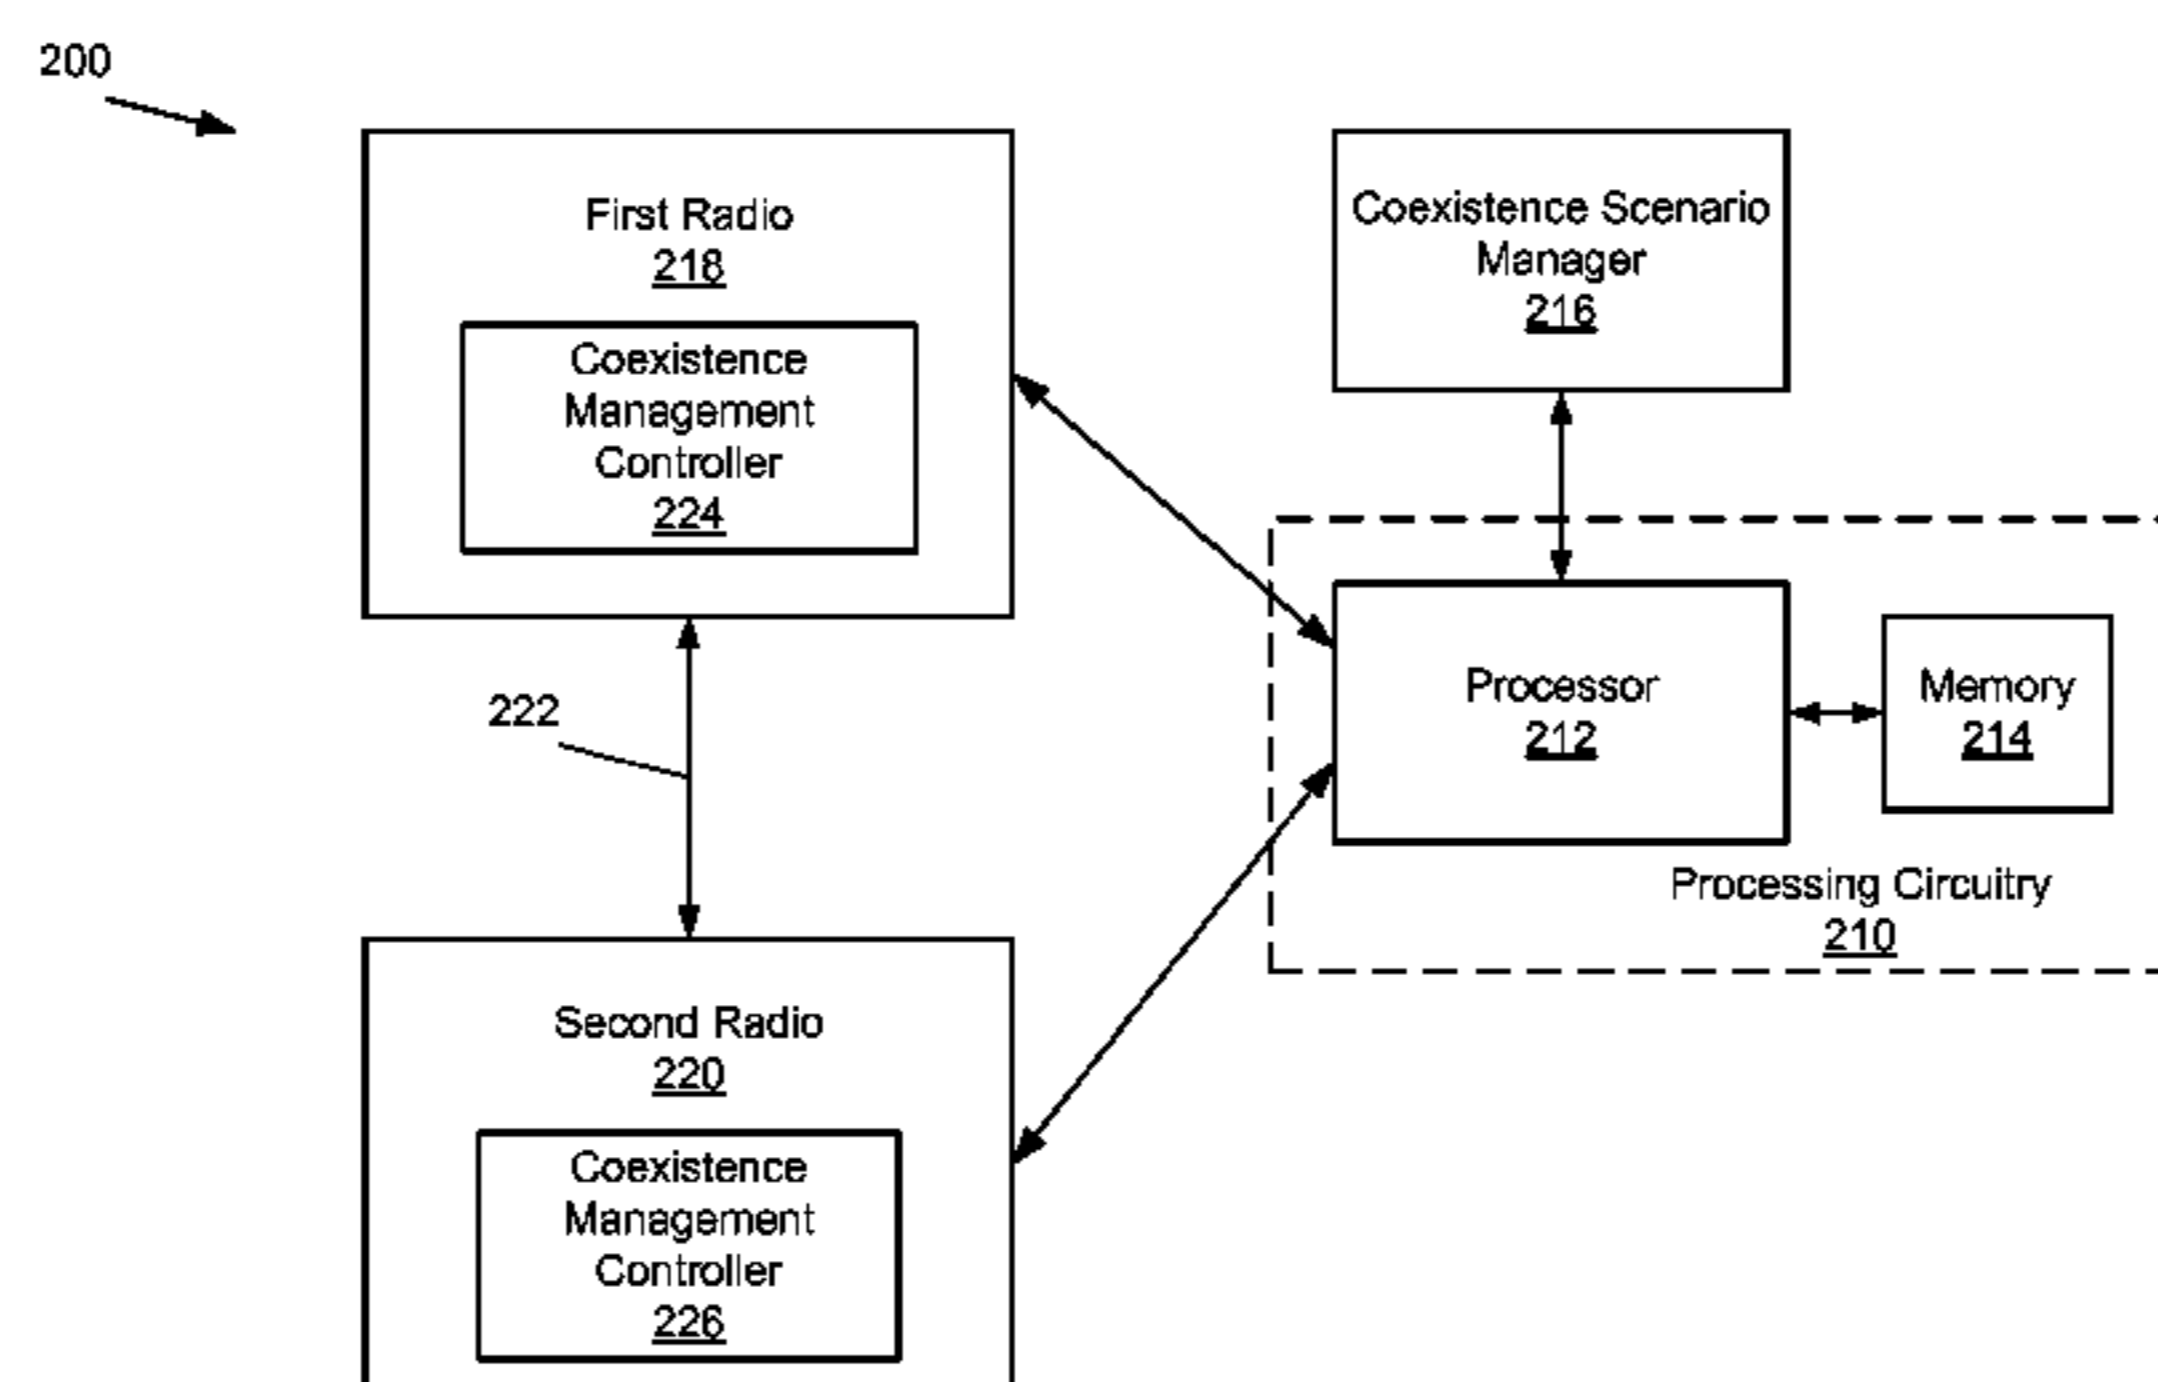 200
First Radio
218
Coexistence
Management
Controller
224
Coexistence Scenario
Manager
216
222
Processor
212
Memory
214
Processing Circuitry
210
Second Radio
220
Coexistence
Management
Controller
226